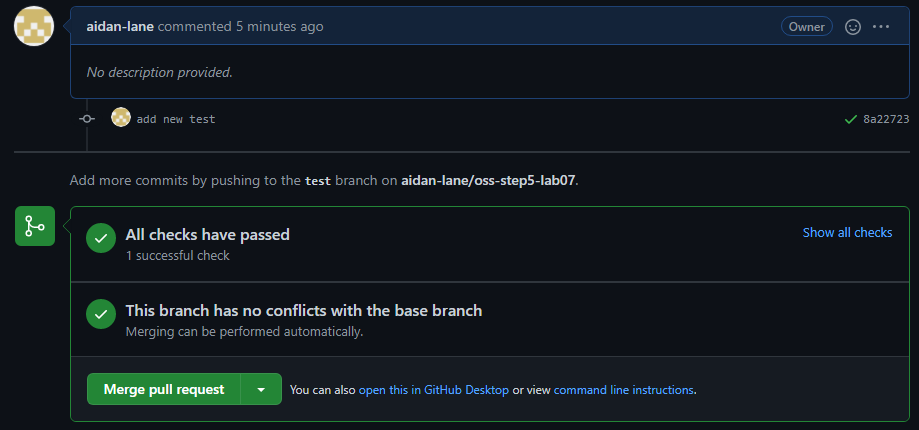 aidan-lane commented 5 minutes ago Owner
No description provided.
add new test 8a22723
Add more commits by pushing to the test branch on aidan-lane/oss-step5-lab07.
All checks have passed Show all checks
1 successful check
This branch has no conflicts with the base branch
Merging can be performed automatically.
Merge pull request You can also open this in GitHub Desktop or view command line instructions.